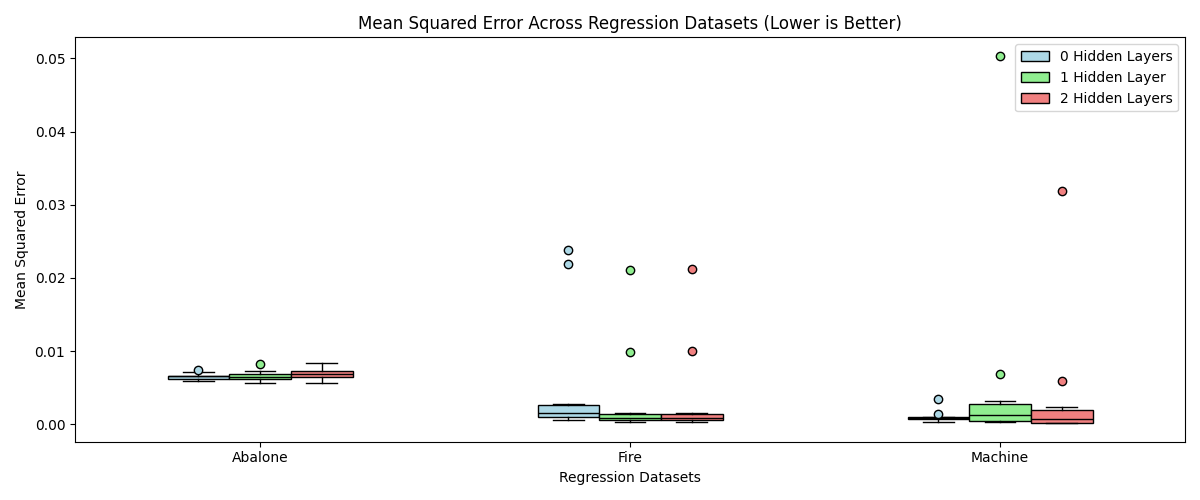 Mean Squared Error Across Regression Datasets (Lower is Better)
0 Hidden Layers
1 Hidden Layer
2 Hidden Layers
Mean Squared Error
0.05
0.04
0.03
0.02
0.01
0.00
Abalone
Fire
Machine
Regression Datasets